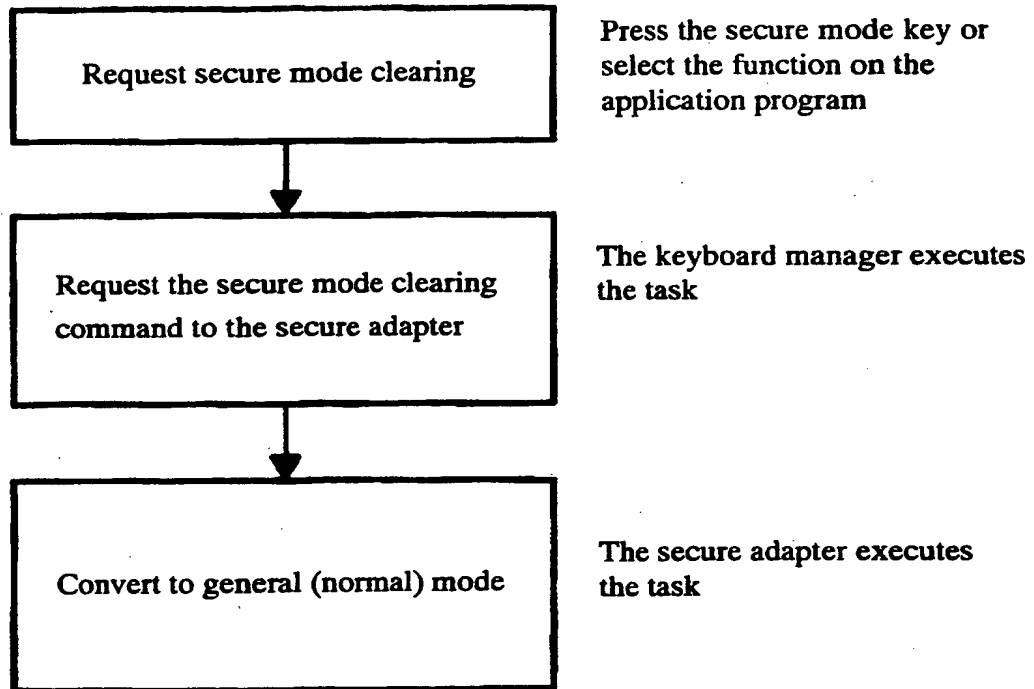 Request secure mode clearing
Press the secure mode key or
select the function on the
application program
Request the secure mode clearing
command to the secure adapter
The keyboard manager executes
the task
Convert to general (normal) mode
The secure adapter executes
the task